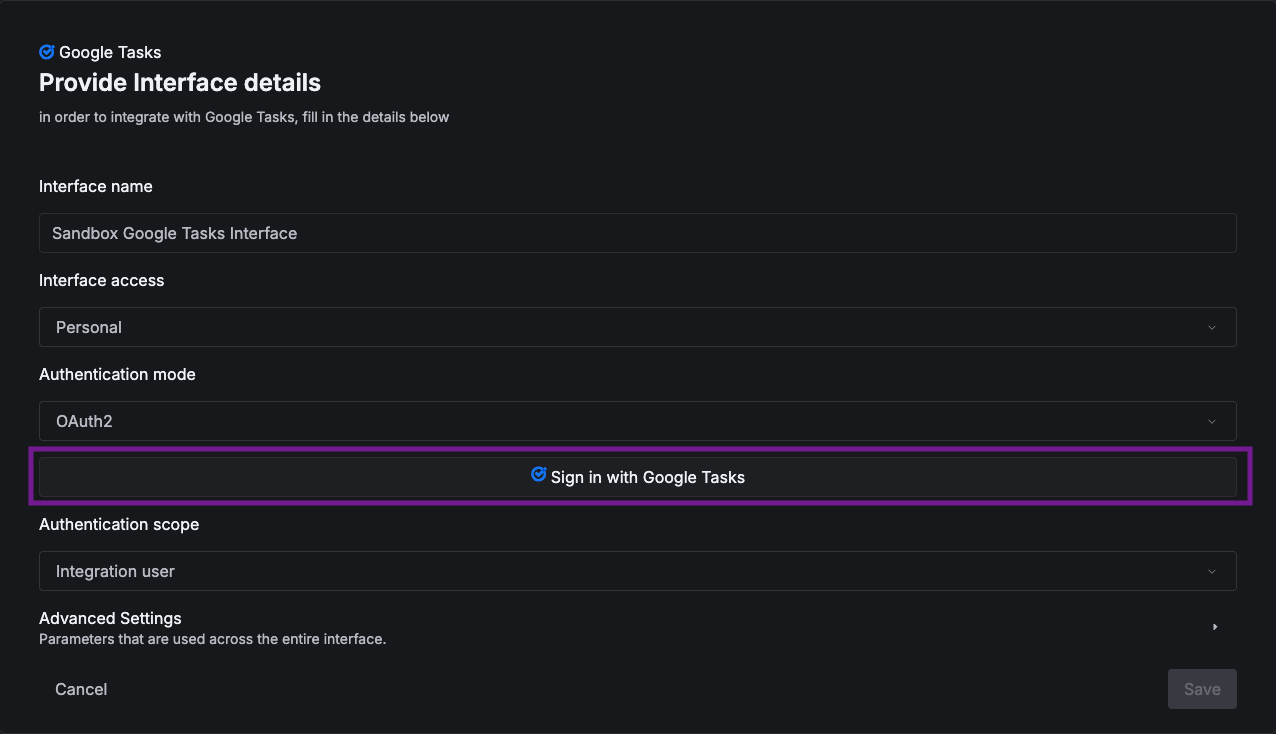 Google Tasks
Provide Interface details
in order to integrate with Google Tasks, fill in the details below
Interface name
Sandbox Google Tasks Interface
Interface access
Personal
Authentication mode
OAuth2
Sign in with Google Tasks
Authentication scope
Integration user
Advanced Settings
Parameters that are used across the entire interface.
Cancel
Save